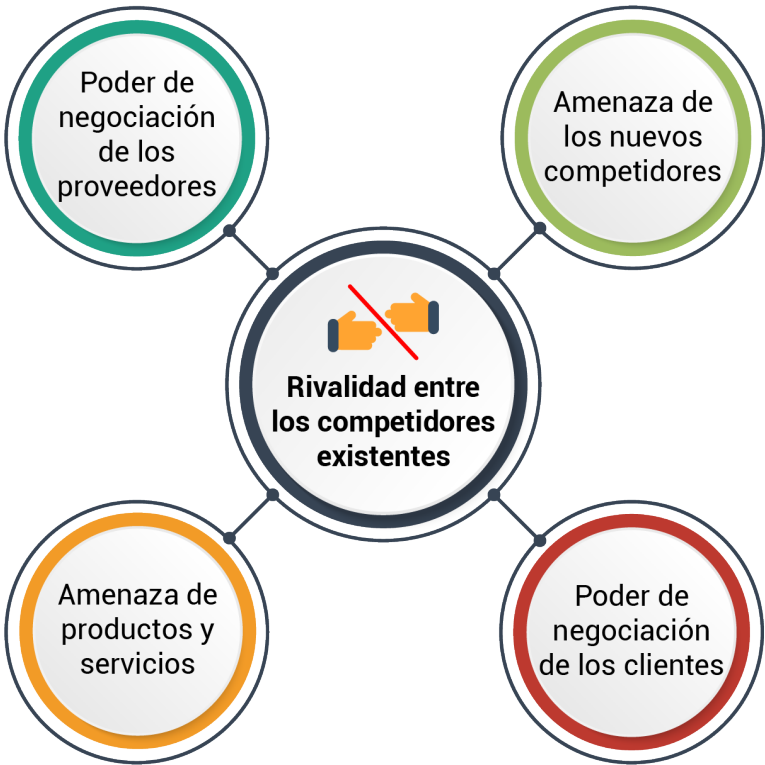 Poder de
negociación
de los
proveedores
Amenaza de
los nuevos
competidores
Rivalidad entre
los competidores
existentes
Amenaza de
productos y
servicios
Poder de
negociación
de los clientes